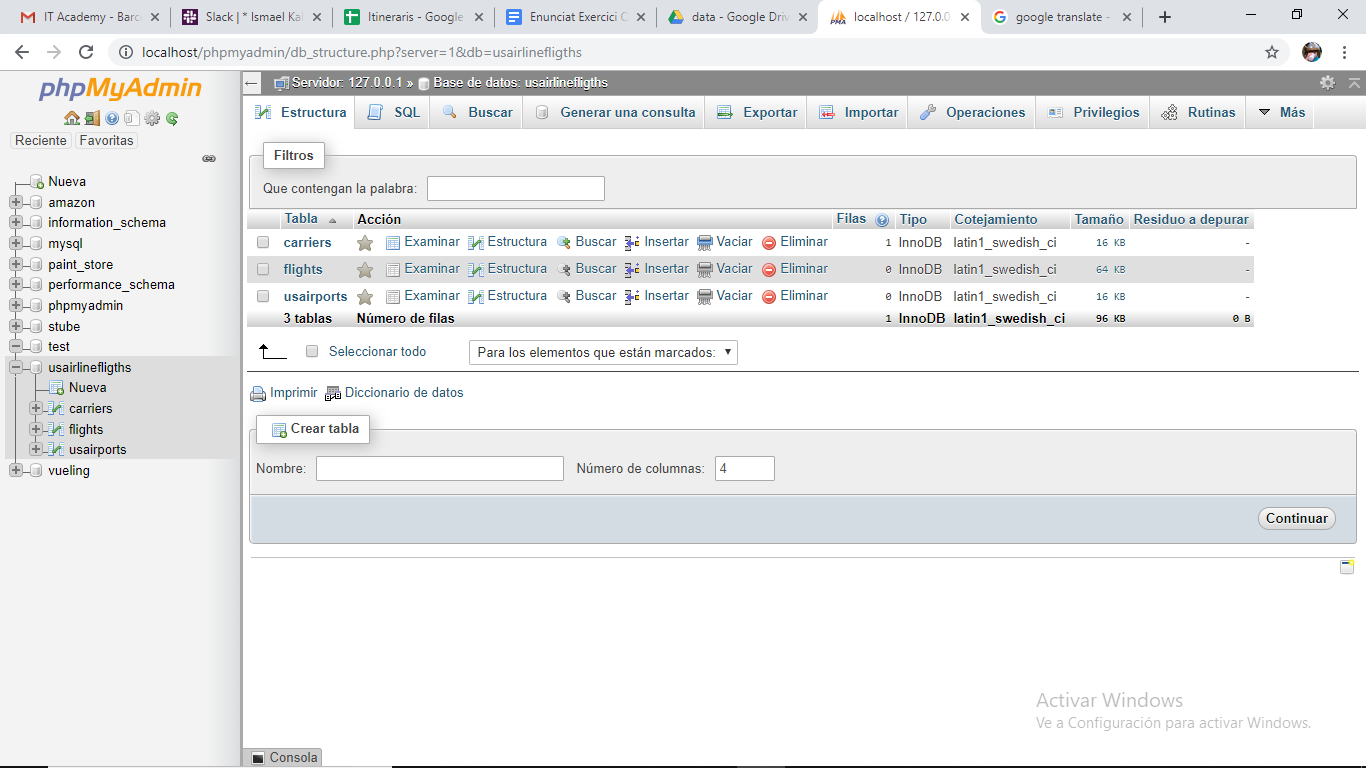 IT Academy - Barc
Slack | * Ismael Kai
Itineraris - Google
Enunciat Exercici C
data - Google Driv
localhost / 127.0.0
google translate -
localhost/phpmyadmin/db_structure.php?server=1&db=usairlinefligths
phpMyAdmin
Reciente Favoritas
Nueva
amazon
information_schema
mysql
paint_store
performance_schema
phpmyadmin
stube
test
usairlinefligths
Nueva
carriers
flights
usairports
vueling
Servidor: 127.0.0.1 » Base de datos: usairlinefligths
Estructura SQL Buscar Generar una consulta Exportar Importar Operaciones Privilegios Rutinas Más
Filtros
Que contengan la palabra:
Tabla Acción Filas Tipo Cotejamiento Tamaño Residuo a depurar
carriers Examinar Estructura Buscar Insertar Vaciar Eliminar 1 InnoDB latin1_swedish_ci 16 KB -
flights Examinar Estructura Buscar Insertar Vaciar Eliminar 0 InnoDB latin1_swedish_ci 64 KB -
usairports Examinar Estructura Buscar Insertar Vaciar Eliminar 0 InnoDB latin1_swedish_ci 16 KB -
3 tablas Número de filas 1 InnoDB latin1_swedish_ci 96 KB 0 B
Seleccionar todo Para los elementos que están marcados:
Imprimir Diccionario de datos
Crear tabla
Nombre: Número de columnas: 4
Continuar
Activar Windows
Ve a Configuración para activar Windows.
Consola